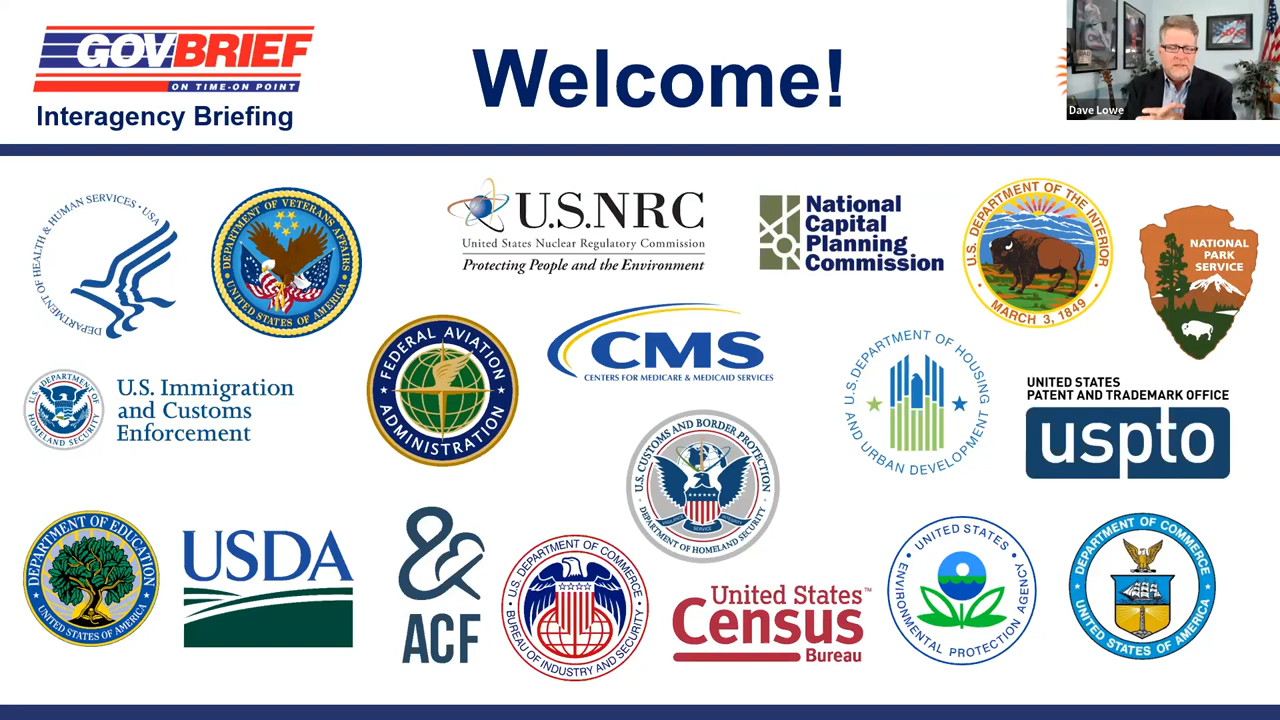 GOVBRIEF
ON TIME-ON POINT
Interagency Briefing
Welcome!
Dave Lowe
DEPARTMENT OF HEALTH & HUMAN SERVICES • USA
DEPARTMENT OF VETERANS AFFAIRS
UNITED STATES OF AMERICA
U.S.NRC
United States Nuclear Regulatory Commission
Protecting People and the Environment
National
Capital
Planning
Commission
U.S. DEPARTMENT OF THE INTERIOR
MARCH 3, 1849
NATIONAL
PARK
SERVICE
U.S. DEPARTMENT OF
HOMELAND SECURITY
U.S. Immigration
and Customs
Enforcement
FEDERAL AVIATION
ADMINISTRATION
CMS
CENTERS FOR MEDICARE & MEDICAID SERVICES
U.S. DEPARTMENT OF HOUSING
AND URBAN DEVELOPMENT
UNITED STATES
PATENT AND TRADEMARK OFFICE
uspto
U.S. CUSTOMS AND BORDER PROTECTION
DEPARTMENT OF HOMELAND SECURITY
DEPARTMENT OF EDUCATION
UNITED STATES OF AMERICA
USDA
&
ACF
U.S. DEPARTMENT OF COMMERCE
BUREAU OF INDUSTRY AND SECURITY
United States™
Census
Bureau
UNITED STATES
ENVIRONMENTAL PROTECTION AGENCY
DEPARTMENT OF COMMERCE
UNITED STATES OF AMERICA